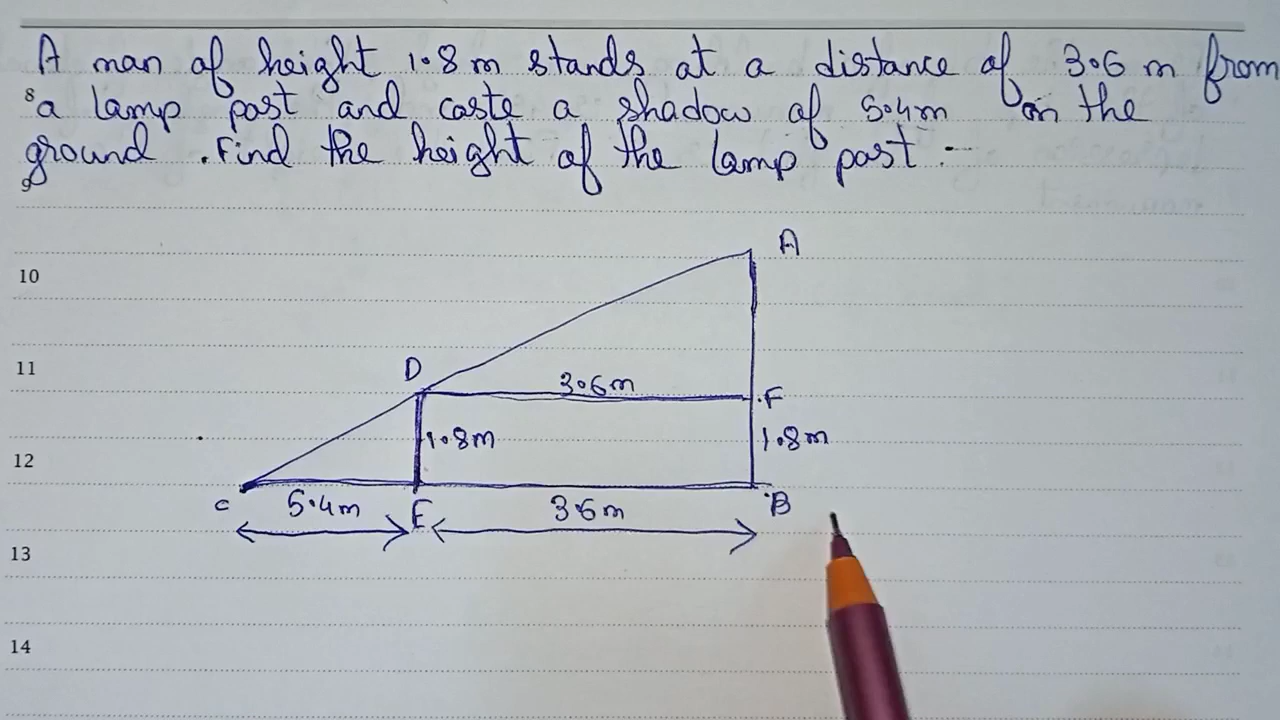 A man of height 1.8 m stands at a distance of 3.6 m from
8
a lamp post and caste a shadow of 5.4m on the
ground . Find the height of the lamp post :-
9
A
10
D
11
3.6 m
F
1.8m
1.8m
12
C
5.4m
E
3.6 m
B
13
14